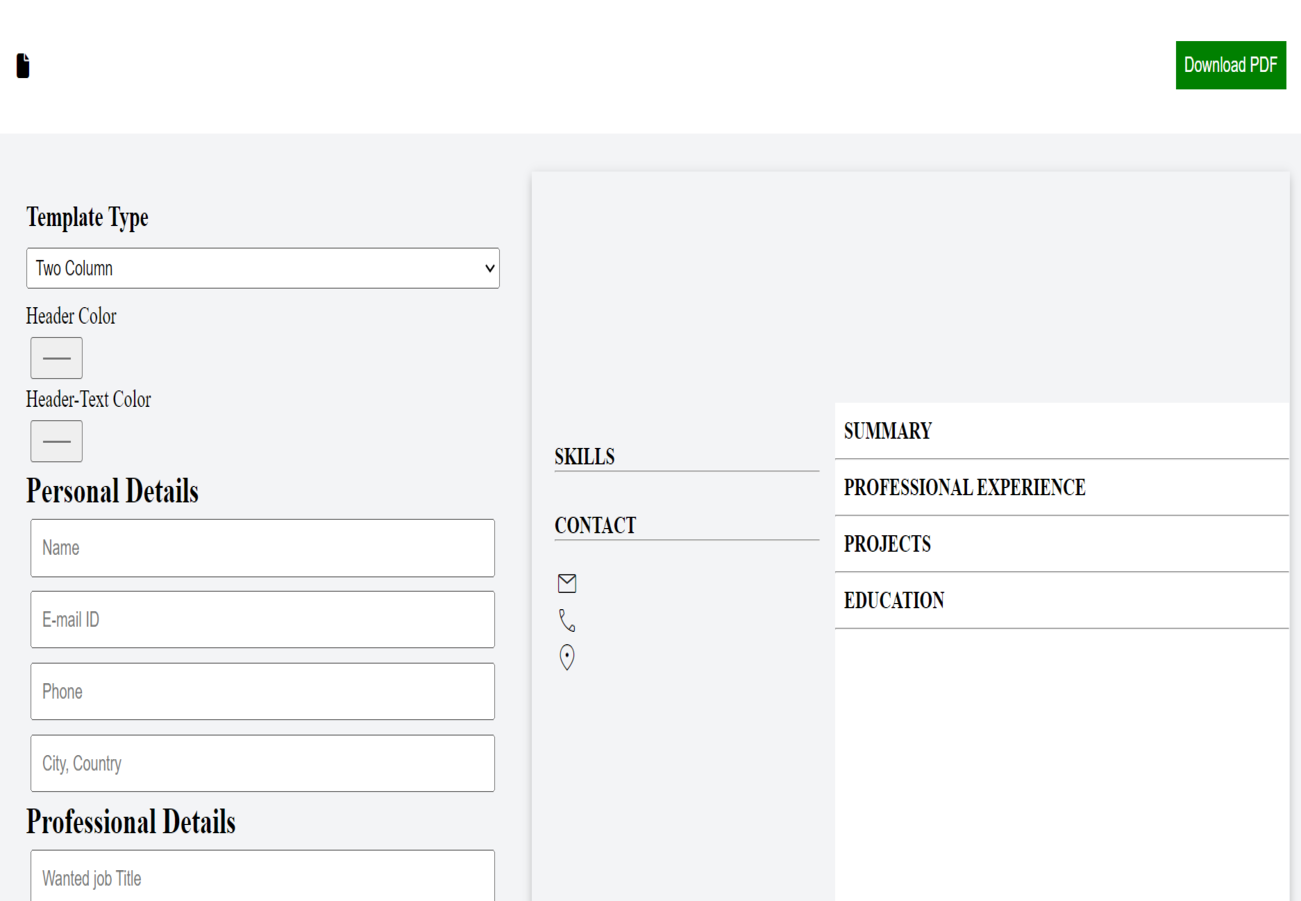 Download PDF
Template Type
Two Column
Header Color
Header-Text Color
Personal Details
Name
E-mail ID
Phone
City, Country
Professional Details
Wanted job Title
SKILLS
CONTACT
SUMMARY
PROFESSIONAL EXPERIENCE
PROJECTS
EDUCATION